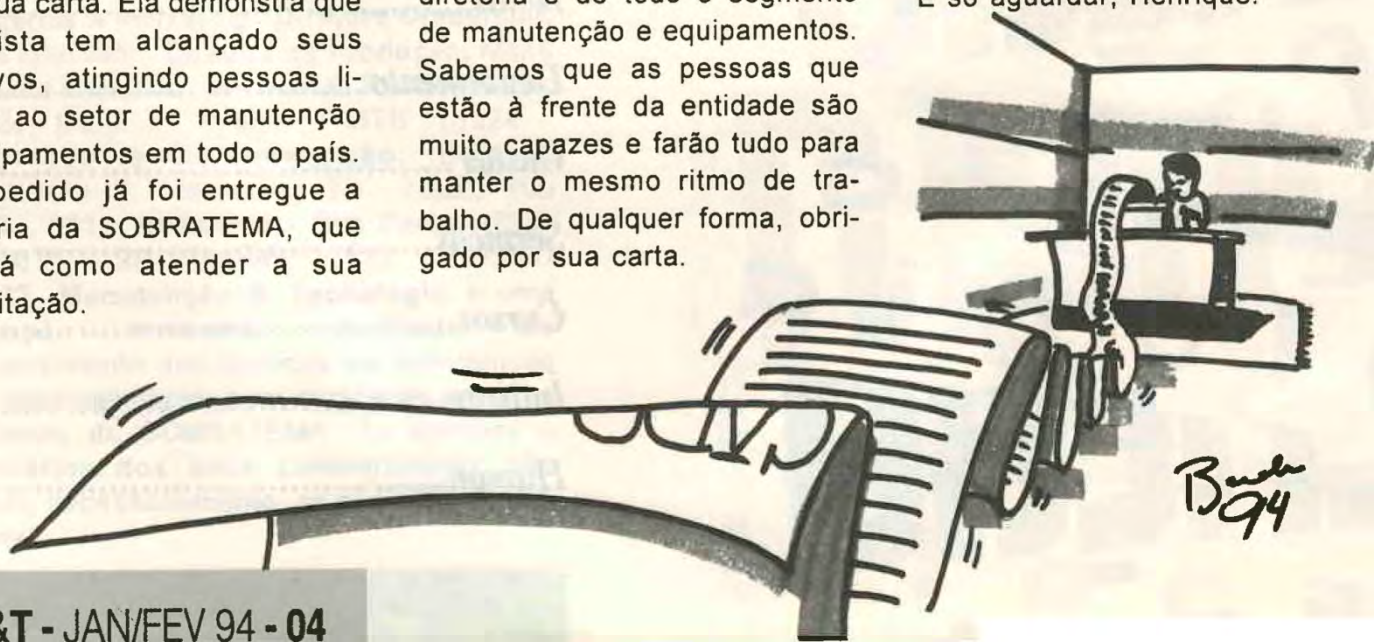 ua carta. Ela demonstra que
ista tem alcançado seus
vos, atingindo pessoas li-
ao setor de manutenção
pamentos em todo o país.
pedido já foi entregue a
ria da SOBRATEMA, que
á como atender a sua
itação.
diretoria e de todo o segmento
de manutenção e equipamentos.
Sabemos que as pessoas que
estão à frente da entidade são
muito capazes e farão tudo para
manter o mesmo ritmo de tra-
balho. De qualquer forma, obri-
gado por sua carta.
É só aguardar, Henrique.
94
&T - JAN/FEV 94 - 04